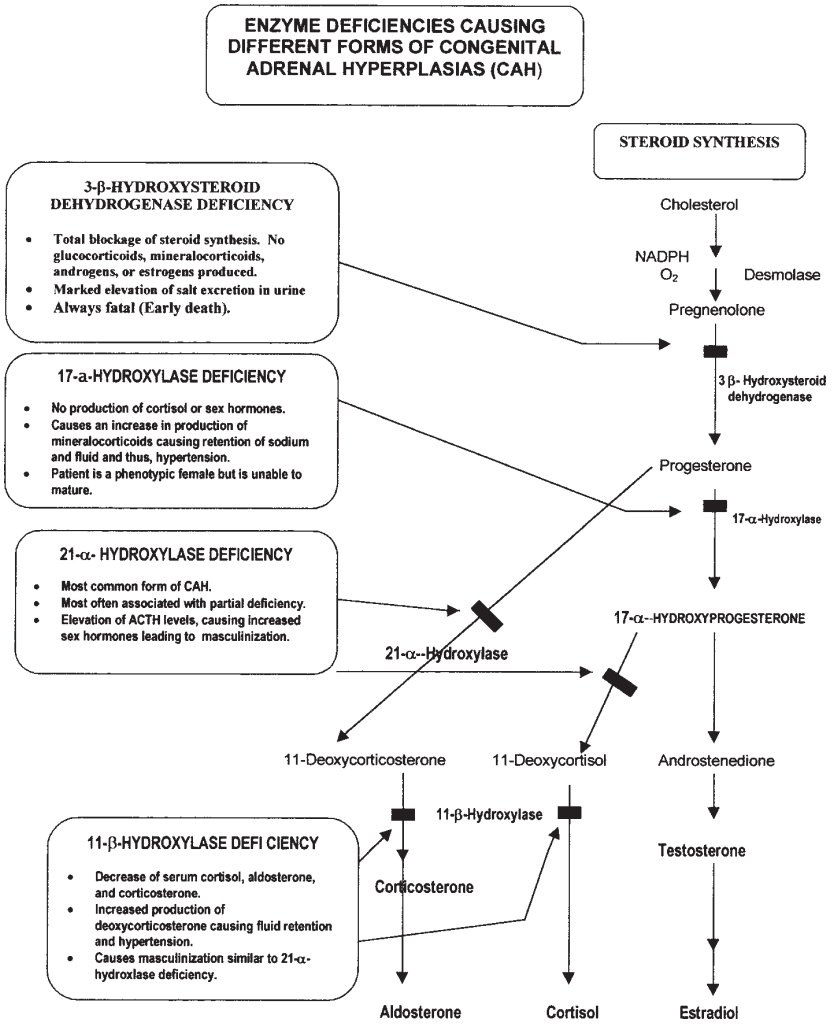 ENZYME DEFICIENCIES CAUSING
DIFFERENT FORMS OF CONGENITAL
ADRENAL HYPERPLASIAS (CAH)
STEROID SYNTHESIS
3-β-HYDROXYSTEROID
DEHYDROGENASE DEFICIENCY
• Total blockage of steroid synthesis. No
glucocorticoids, mineralocorticoids,
androgens, or estrogens produced.
• Marked elevation of salt excretion in urine
• Always fatal (Early death).
Cholesterol
NADPH
O₂
Desmolase
Pregnenolone
3 β- Hydroxysteroid
dehydrogenase
17-a-HYDROXYLASE DEFICIENCY
• No production of cortisol or sex hormones.
• Causes an increase in production of
mineralocorticoids causing retention of sodium
and fluid and thus, hypertension.
• Patient is a phenotypic female but is unable to
mature.
Progesterone
17-α-Hydroxylase
21-α- HYDROXYLASE DEFICIENCY
• Most common form of CAH.
• Most often associated with partial deficiency.
• Elevation of ACTH levels, causing increased
sex hormones leading to masculinization.
17-α--HYDROXYPROGESTERONE
21-α--Hydroxylase
11-Deoxycorticosterone
11-Deoxycortisol
Androstenedione
11-β-Hydroxylase
11-β-HYDROXYLASE DEFI CIENCY
• Decrease of serum cortisol, aldosterone,
and corticosterone.
• Increased production of
deoxycorticosterone causing fluid retention
and hypertension.
• Causes masculinization similar to 21-α-
hydroxlase deficiency.
Testosterone
Corticosterone
Aldosterone
Cortisol
Estradiol